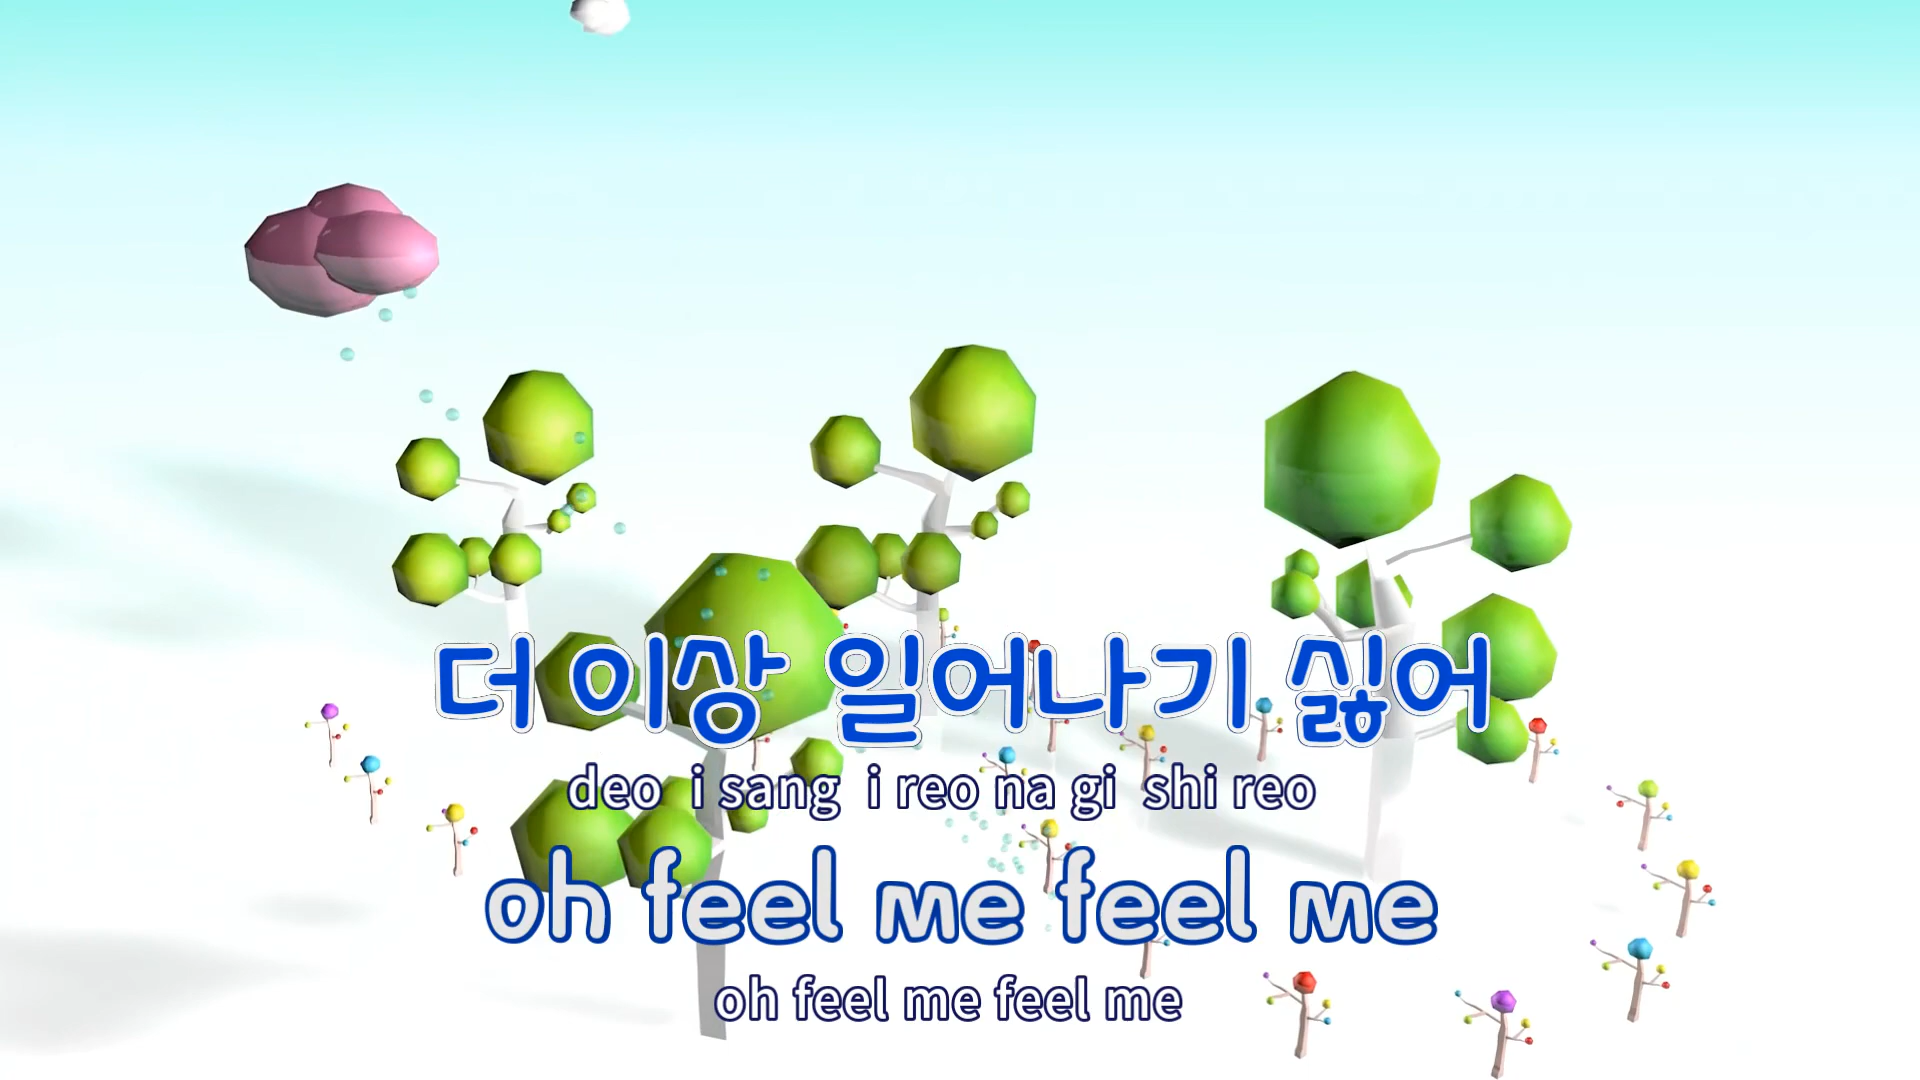 더 이상 일어나기 싫어
deo i sang i reo na gi shi reo
oh feel me feel me
oh feel me feel me